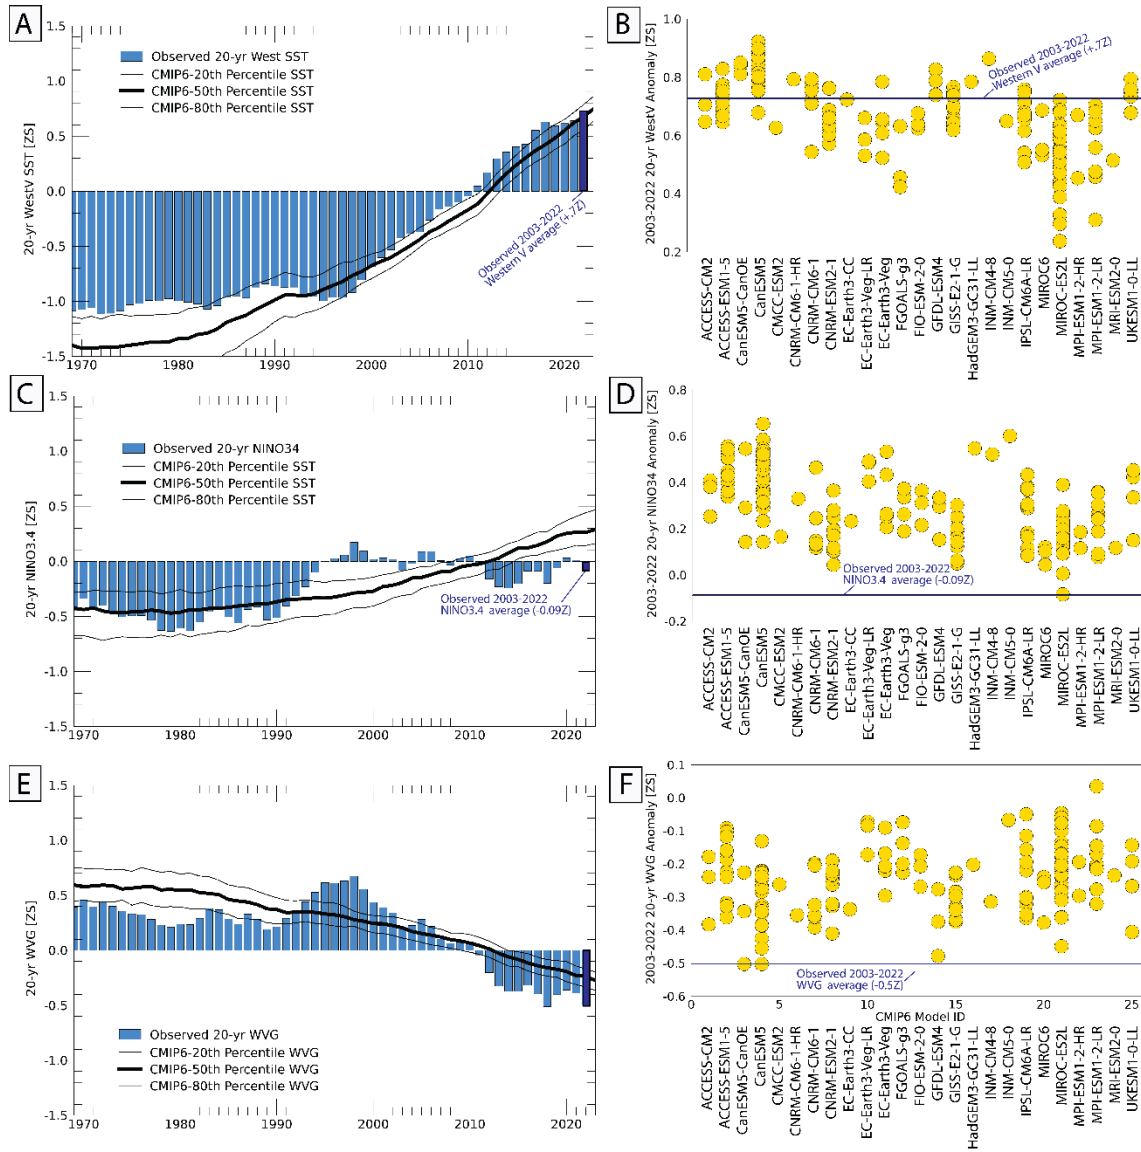 A
1.5
1.0
0.5
0.0
-0.5
-1.0
-1.5
20-yr WestV SST [ZS]
Observed 20-yr West SST
CMIP6-20th Percentile SST
CMIP6-50th Percentile SST
CMIP6-80th Percentile SST
Observed 2003-2022
Western V average (+.7Z)
1970
1980
1990
2000
2010
2020
B
1.0
0.8
0.6
0.4
0.2
2003-2022 20-yr WestV Anomaly [ZS]
Observed 2003-2022
Western V average (+.7Z)
ACCESS-CM2
ACCESS-ESM1-5
CanESM5-CanOE
CanESM5
CMCC-ESM2
CNRM-CM6-1-HR
CNRM-CM6-1
CNRM-ESM2-1
EC-Earth3-CC
EC-Earth3-Veg-LR
EC-Earth3-Veg
FGOALS-g3
FIO-ESM-2-0
GFDL-ESM4
GISS-E2-1-G
HadGEM3-GC31-LL
INM-CM4-8
INM-CM5-0
IPSL-CM6A-LR
MIROC6
MIROC-ES2L
MPI-ESM1-2-HR
MPI-ESM1-2-LR
MRI-ESM2-0
UKESM1-0-LL
C
1.5
1.0
0.5
0.0
-0.5
-1.0
-1.5
20-yr NINO3.4 [ZS]
Observed 20-yr NINO34
CMIP6-20th Percentile SST
CMIP6-50th Percentile SST
CMIP6-80th Percentile SST
Observed 2003-2022
NINO3.4 average (-0.09Z)
1970
1980
1990
2000
2010
2020
D
0.8
0.6
0.4
0.2
0.0
-0.2
2003-2022 20-yr NINO34 Anomaly [ZS]
Observed 2003-2022
NINO3.4 average (-0.09Z)
ACCESS-CM2
ACCESS-ESM1-5
CanESM5-CanOE
CanESM5
CMCC-ESM2
CNRM-CM6-1-HR
CNRM-CM6-1
CNRM-ESM2-1
EC-Earth3-CC
EC-Earth3-Veg-LR
EC-Earth3-Veg
FGOALS-g3
FIO-ESM-2-0
GFDL-ESM4
GISS-E2-1-G
HadGEM3-GC31-LL
INM-CM4-8
INM-CM5-0
IPSL-CM6A-LR
MIROC6
MIROC-ES2L
MPI-ESM1-2-HR
MPI-ESM1-2-LR
MRI-ESM2-0
UKESM1-0-LL
E
1.5
1.0
0.5
0.0
-0.5
-1.0
-1.5
20-yr WVG [ZS]
Observed 20-yr WVG
CMIP6-20th Percentile WVG
CMIP6-50th Percentile WVG
CMIP6-80th Percentile WVG
1970
1980
1990
2000
2010
2020
F
0.1
0.0
-0.1
-0.2
-0.3
-0.4
-0.5
-0.6
2003-2022 20-yr WVG Anomaly [ZS]
Observed 2003-2022
WVG average (-0.5Z)
0
5
10
15
20
25
CMIP6 Model ID
ACCESS-CM2
ACCESS-ESM1-5
CanESM5-CanOE
CanESM5
CMCC-ESM2
CNRM-CM6-1-HR
CNRM-CM6-1
CNRM-ESM2-1
EC-Earth3-CC
EC-Earth3-Veg-LR
EC-Earth3-Veg
FGOALS-g3
FIO-ESM-2-0
GFDL-ESM4
GISS-E2-1-G
HadGEM3-GC31-LL
INM-CM4-8
INM-CM5-0
IPSL-CM6A-LR
MIROC6
MIROC-ES2L
MPI-ESM1-2-HR
MPI-ESM1-2-LR
MRI-ESM2-0
UKESM1-0-LL